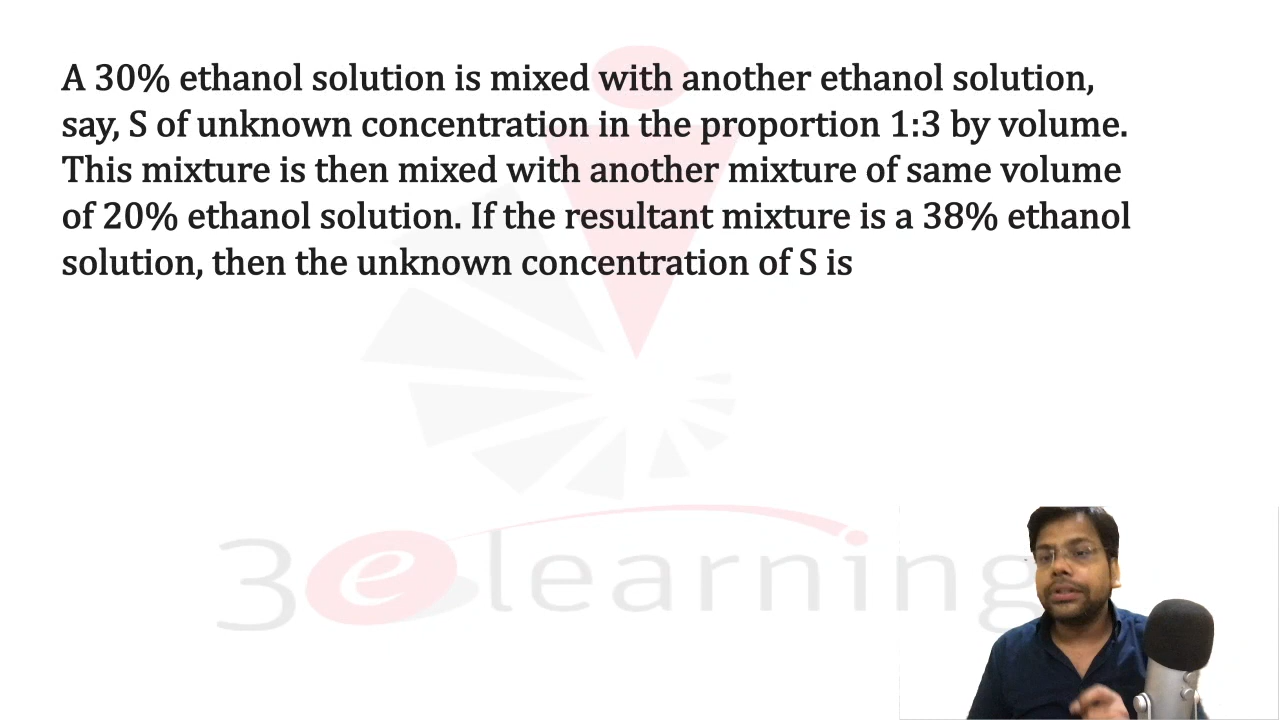 A 30% ethanol solution is mixed with another ethanol solution,
say, S of unknown concentration in the proportion 1:3 by volume.
This mixture is then mixed with another mixture of same volume
of 20% ethanol solution. If the resultant mixture is a 38% ethanol
solution, then the unknown concentration of S is
3elearning